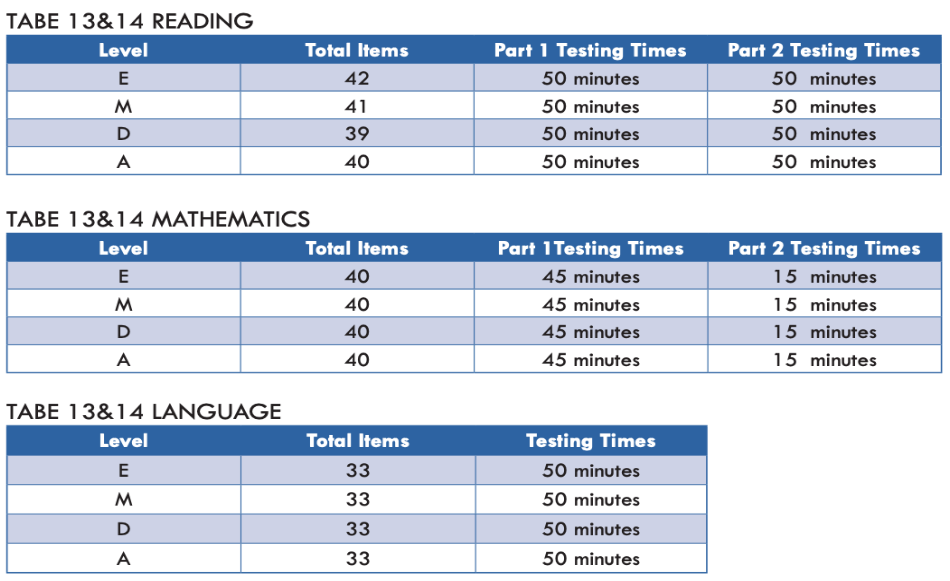 TABE 13&14 READING
Level Total Items Part 1 Testing Times Part 2 Testing Times
E 42 50 minutes 50 minutes
M 41 50 minutes 50 minutes
D 39 50 minutes 50 minutes
A 40 50 minutes 50 minutes
TABE 13&14 MATHEMATICS
Level Total Items Part 1Testing Times Part 2 Testing Times
E 40 45 minutes 15 minutes
M 40 45 minutes 15 minutes
D 40 45 minutes 15 minutes
A 40 45 minutes 15 minutes
TABE 13&14 LANGUAGE
Level Total Items Testing Times
E 33 50 minutes
M 33 50 minutes
D 33 50 minutes
A 33 50 minutes